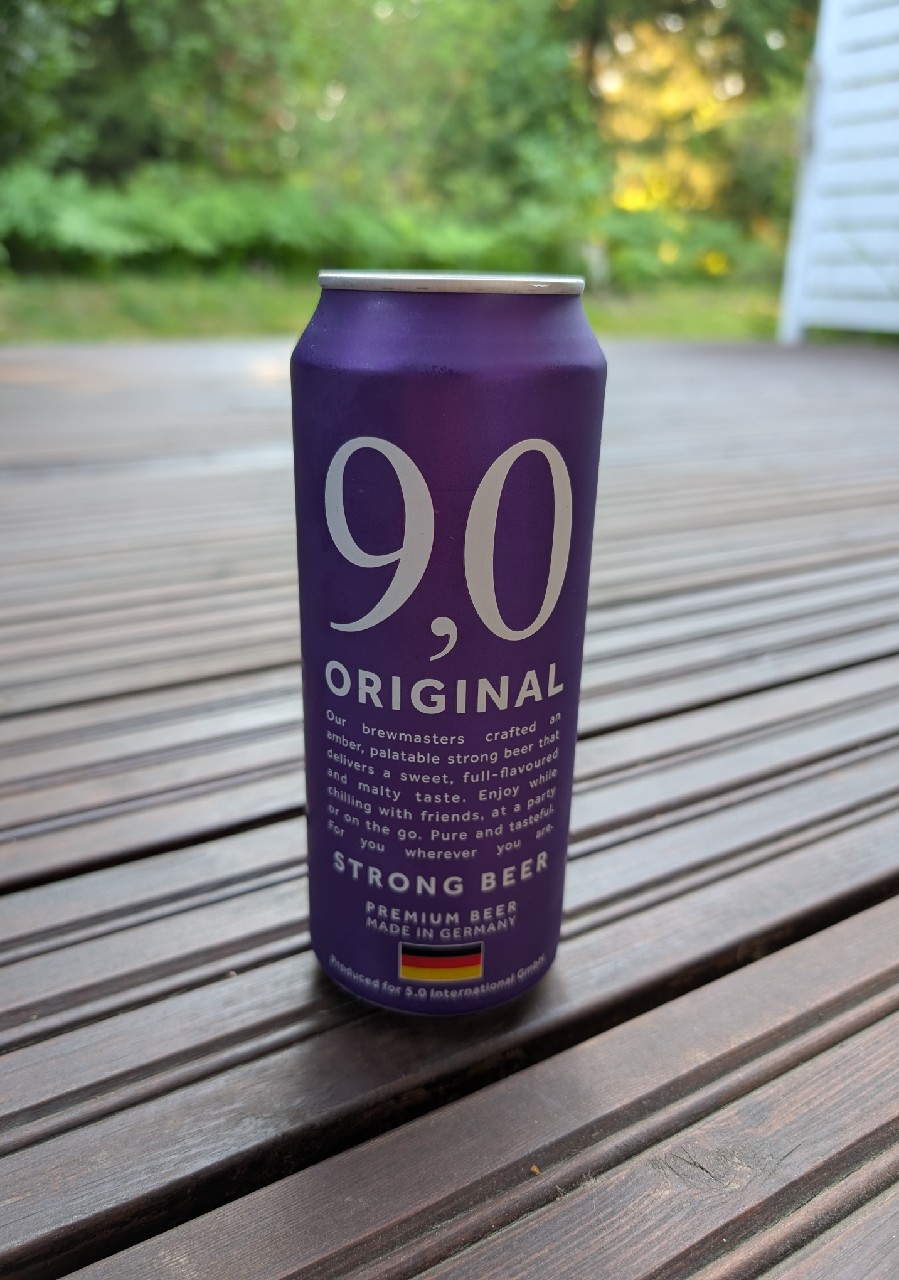 9,0
ORIGINAL
Our brewmasters crafted an
amber, palatable strong beer that
delivers a sweet, full-flavoured
and malty taste. Enjoy while
chilling with friends, at a party
or on the go. Pure and tasteful.
For you wherever you are.
STRONG BEER
PREMIUM BEER
MADE IN GERMANY
Produced for 5.0 International GmbH